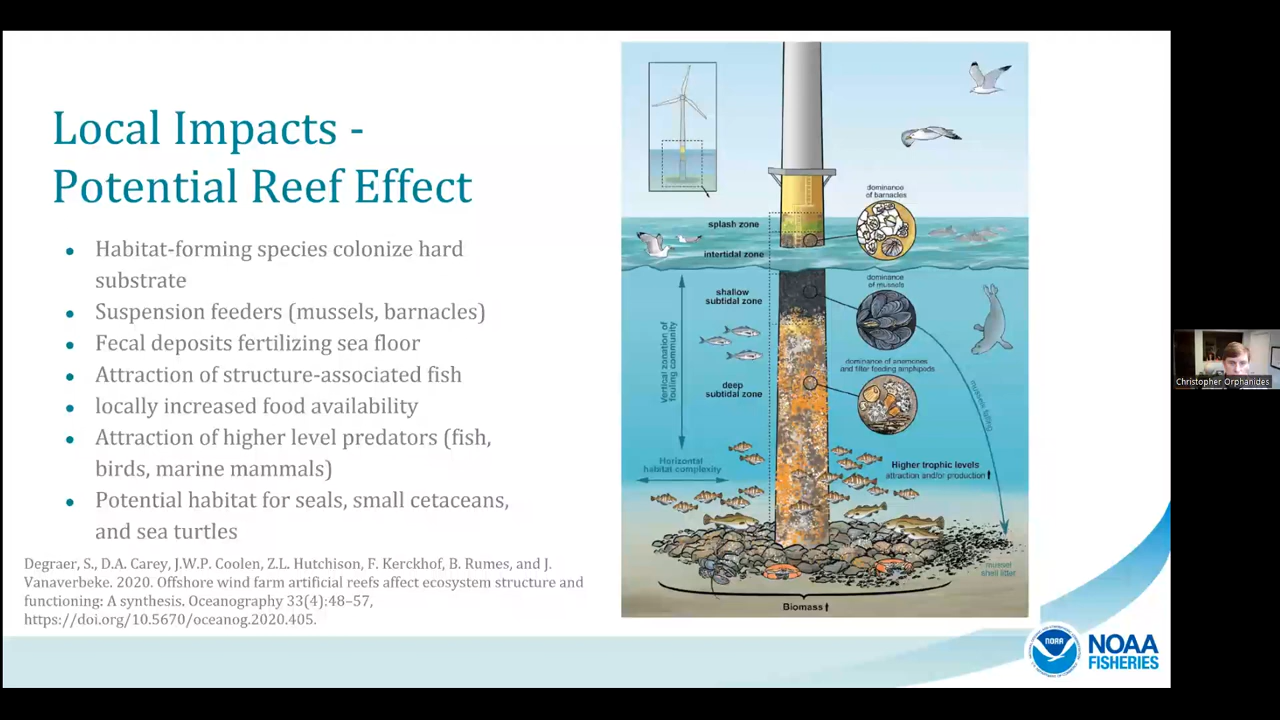 Local Impacts -
Potential Reef Effect
• Habitat-forming species colonize hard
substrate
• Suspension feeders (mussels, barnacles)
• Fecal deposits fertilizing sea floor
• Attraction of structure-associated fish
• locally increased food availability
• Attraction of higher level predators (fish,
birds, marine mammals)
• Potential habitat for seals, small cetaceans,
and sea turtles
Degraer, S., D.A. Carey, J.W.P. Coolen, Z.L. Hutchison, F. Kerckhof, B. Rumes, and J.
Vanaverbeke. 2020. Offshore wind farm artificial reefs affect ecosystem structure and
functioning: A synthesis. Oceanography 33(4):48–57,
https://doi.org/10.5670/oceanog.2020.405.
dominance
of barnacles
splash zone
intertidal zone
dominance
of mussels
shallow
subtidal zone
Vertical zonation of
fouling community
dominance of anemones
and filter feeding amphipods
deep
subtidal zone
mussels falling
Horizontal
habitat complexity
Higher trophic levels
attraction and/or production
mussel
shell litter
Biomass
NOAA
NOAA
FISHERIES
Christopher Orphanides